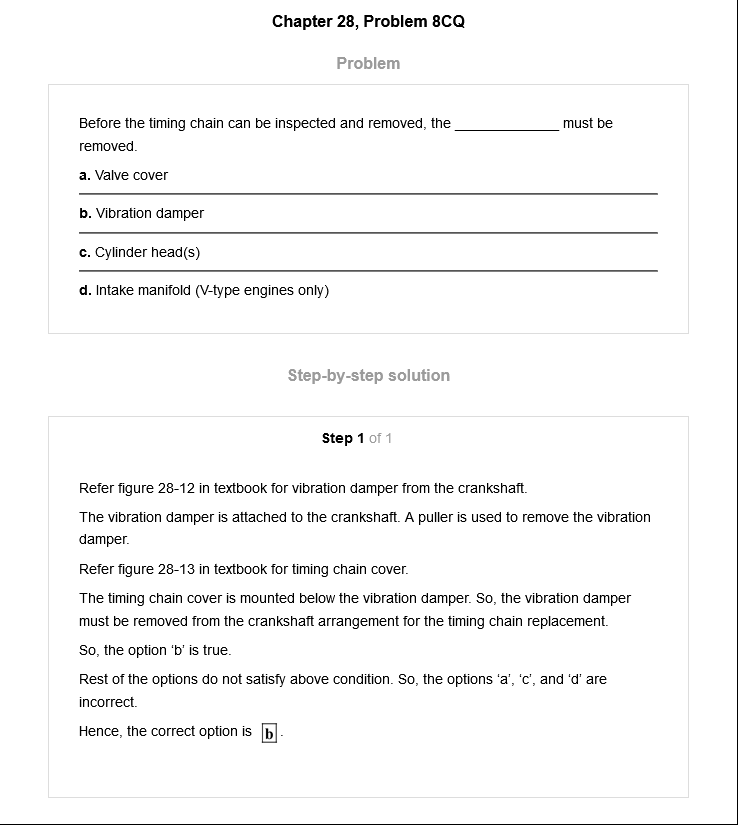 Chapter 28, Problem 8CQ
Problem
Before the timing chain can be inspected and removed, the _____________ must be
removed.
a. Valve cover
b. Vibration damper
c. Cylinder head(s)
d. Intake manifold (V-type engines only)
Step-by-step solution
Step 1 of 1
Refer figure 28-12 in textbook for vibration damper from the crankshaft.
The vibration damper is attached to the crankshaft. A puller is used to remove the vibration
damper.
Refer figure 28-13 in textbook for timing chain cover.
The timing chain cover is mounted below the vibration damper. So, the vibration damper
must be removed from the crankshaft arrangement for the timing chain replacement.
So, the option ‘b’ is true.
Rest of the options do not satisfy above condition. So, the options ‘a’, ‘c’, and ‘d’ are
incorrect.
Hence, the correct option is b.